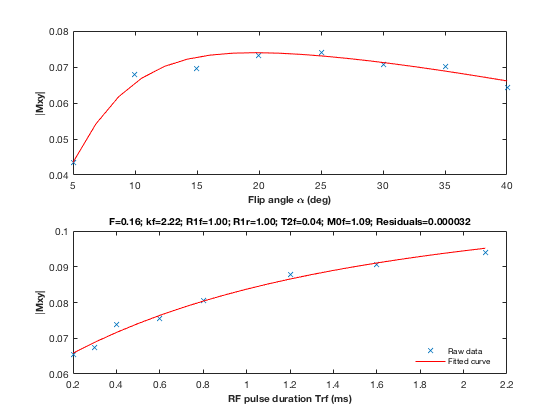 0.08
0.07
0.06
0.05
0.04
|Mxy|
5 10 15 20 25 30 35 40
Flip angle α (deg)
F=0.16; kf=2.22; R1f=1.00; R1r=1.00; T2f=0.04; M0f=1.09; Residuals=0.000032
0.1
0.09
0.08
0.07
0.06
|Mxy|
Raw data
Fitted curve
0.2 0.4 0.6 0.8 1 1.2 1.4 1.6 1.8 2 2.2
RF pulse duration Trf (ms)